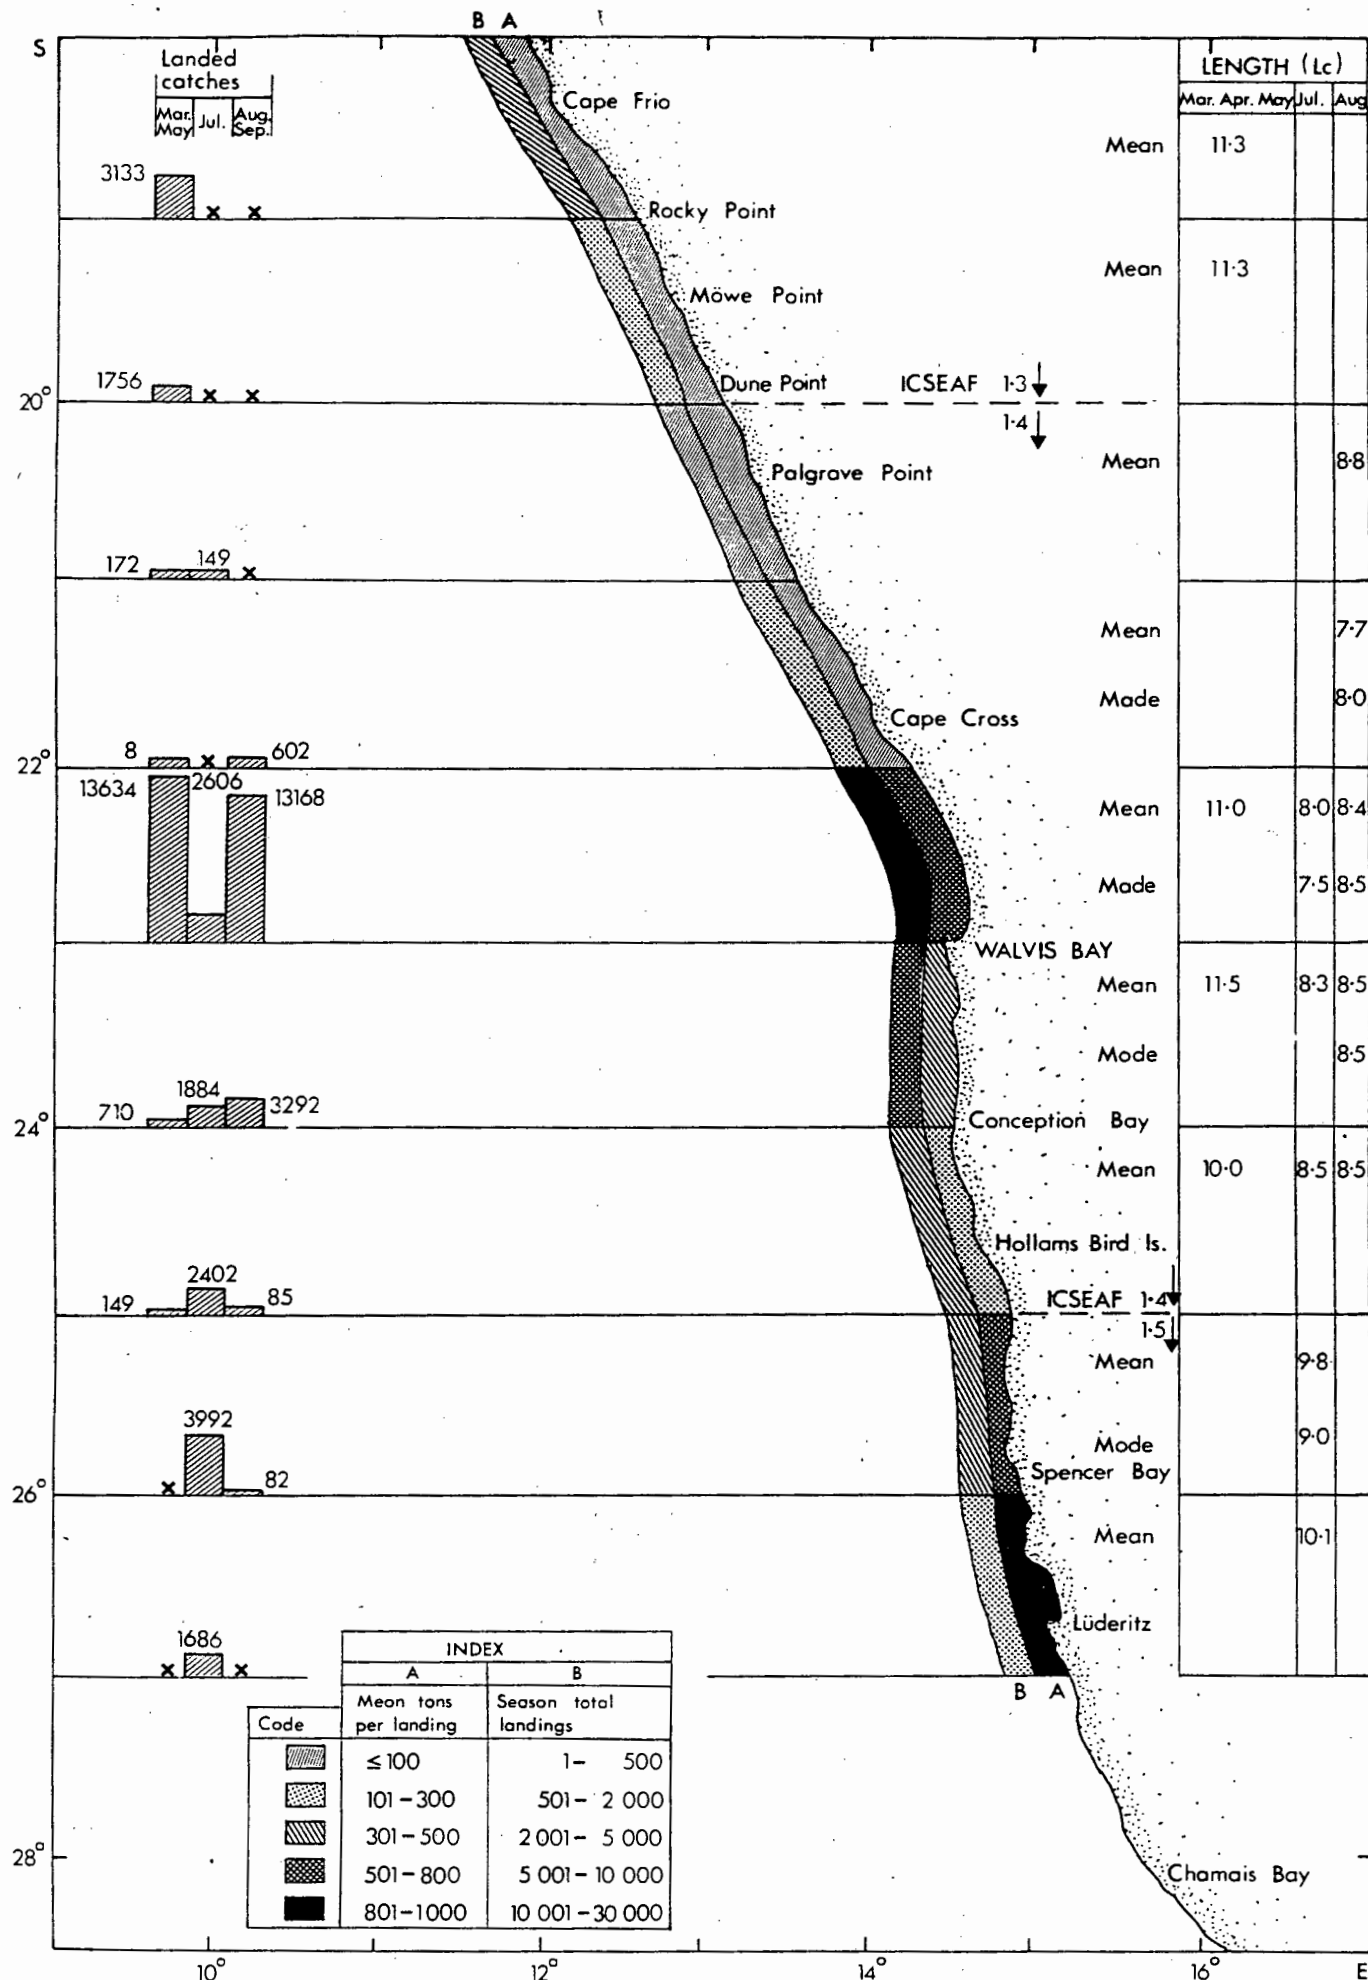 B A
S
Landed
catches
Mar. May Jul. Aug. Sep.
LENGTH (Lc)
Mar. Apr. May Jul. Aug
Cape Frio
Mean 11·3
3133 x x
Rocky Point
Mean 11·3
Möwe Point
1756 x x
Dune Point
ICSEAF 1·3
20°
1·4
Mean 8·8
Palgrave Point
172 149 x
Mean 7·7
Made 8·0
Cape Cross
8 x 602
22°
13634 2606 13168
Mean 11·0 8·0 8·4
Made 7·5 8·5
WALVIS BAY
Mean 11·5 8·3 8·5
Mode 8·5
710 1884 3292
24°
Conception Bay
Mean 10·0 8·5 8·5
Hollams Bird Is.
149 2402 85
ICSEAF 1·4
1·5
Mean 9·8
3992
Mode 9·0
x 82
Spencer Bay
26°
Mean 10·1
Lüderitz
x 1686 x
B A
INDEX
A B
Code
Mean tons
per landing
Season total
landings
≤100 1– 500
101–300 501– 2 000
301–500 2 001– 5 000
501–800 5 001– 10 000
801–1000 10 001–30 000
28°
Chamais Bay
10° 12° 14° 16° E